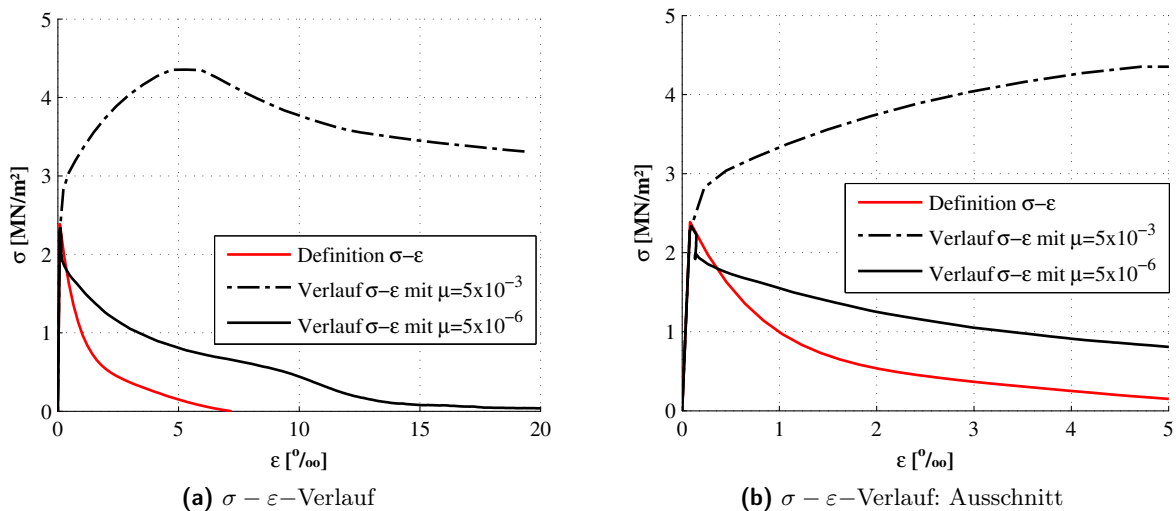 5
4
3
2
1
0
σ [MN/m²]
Definition σ–ε
Verlauf σ–ε mit μ=5x10⁻³
Verlauf σ–ε mit μ=5x10⁻⁶
0 5 10 15 20
ε [°/₀₀]
(a) σ − ε−Verlauf
5
4
3
2
1
0
σ [MN/m²]
Definition σ–ε
Verlauf σ–ε mit μ=5x10⁻³
Verlauf σ–ε mit μ=5x10⁻⁶
0 1 2 3 4 5
ε [°/₀₀]
(b) σ − ε−Verlauf: Ausschnitt